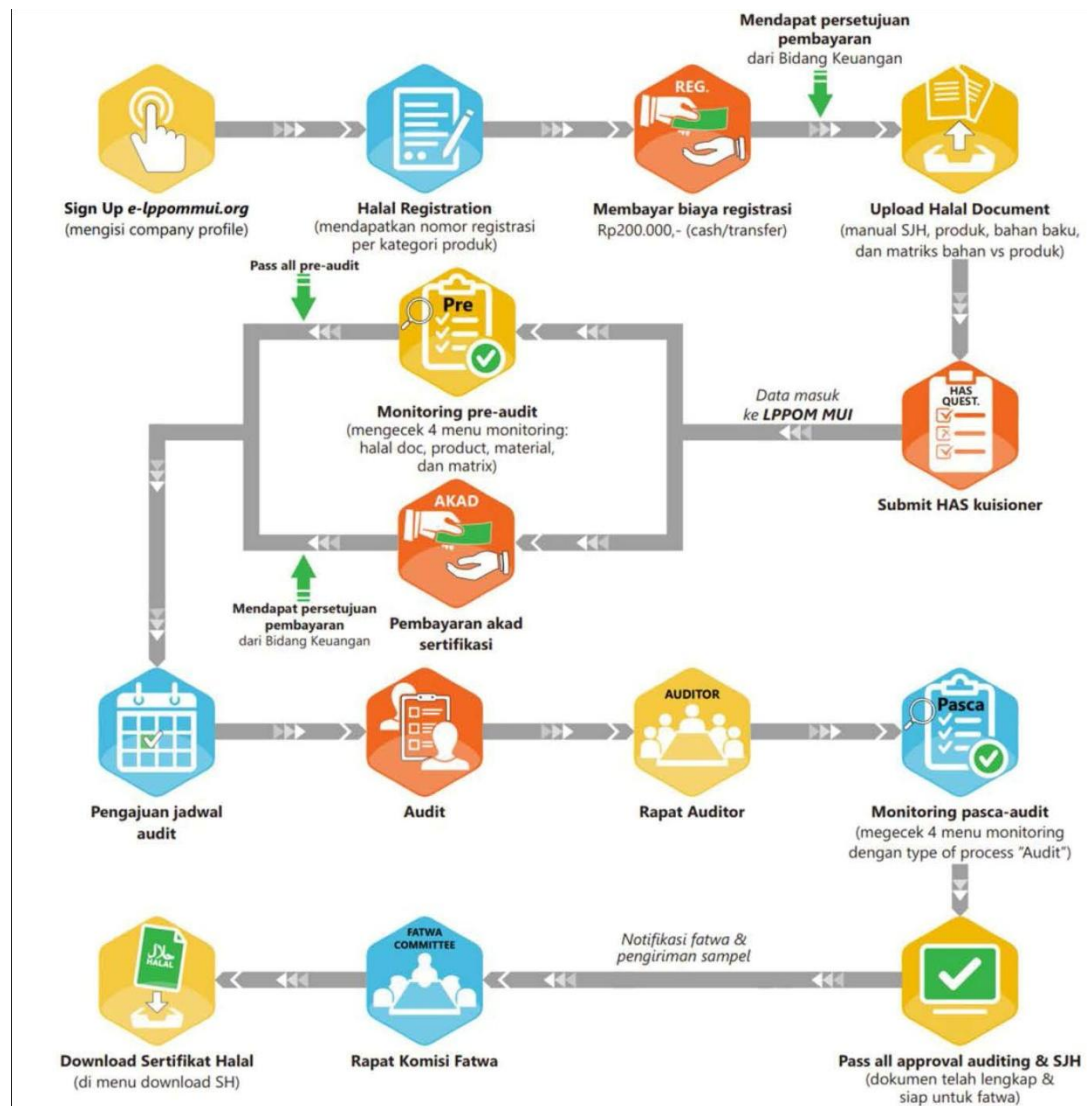 Mendapat persetujuan
pembayaran
dari Bidang Keuangan
REG.
Sign Up e-lppommui.org
(mengisi company profile)
Halal Registration
(mendapatkan nomor registrasi
per kategori produk)
Membayar biaya registrasi
Rp200.000,- (cash/transfer)
Upload Halal Document
(manual SJH, produk, bahan baku,
dan matriks bahan vs produk)
HAS
QUEST.
Submit HAS kuisioner
Data masuk
ke LPPOM MUI
Pass all pre-audit
Pre
Monitoring pre-audit
(mengecek 4 menu monitoring:
halal doc, product, material,
dan matrix)
AKAD
Pembayaran akad
sertifikasi
Mendapat persetujuan
pembayaran
dari Bidang Keuangan
Pengajuan jadwal
audit
Audit
AUDITOR
Rapat Auditor
Pasca
Monitoring pasca-audit
(megecek 4 menu monitoring
dengan type of process "Audit")
Pass all approval auditing & SJH
(dokumen telah lengkap &
siap untuk fatwa)
Notifikasi fatwa &
pengiriman sampel
FATWA
COMMITTEE
Rapat Komisi Fatwa
حلال
HALAL
Download Sertifikat Halal
(di menu download SH)